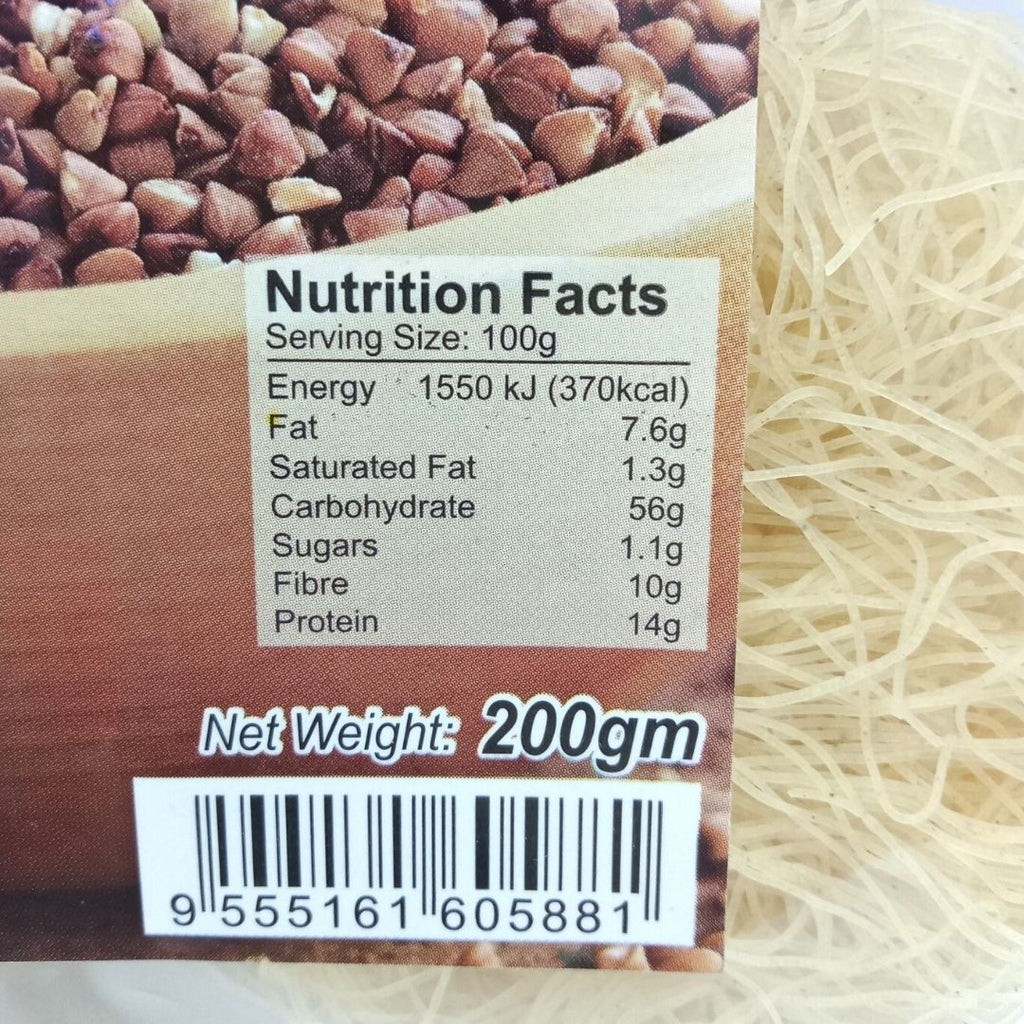 Nutrition Facts
Serving Size: 100g
Energy 1550 kJ (370kcal)
Fat 7.6g
Saturated Fat 1.3g
Carbohydrate 56g
Sugars 1.1g
Fibre 10g
Protein 14g
Net Weight: 200gm
9 555161 605881